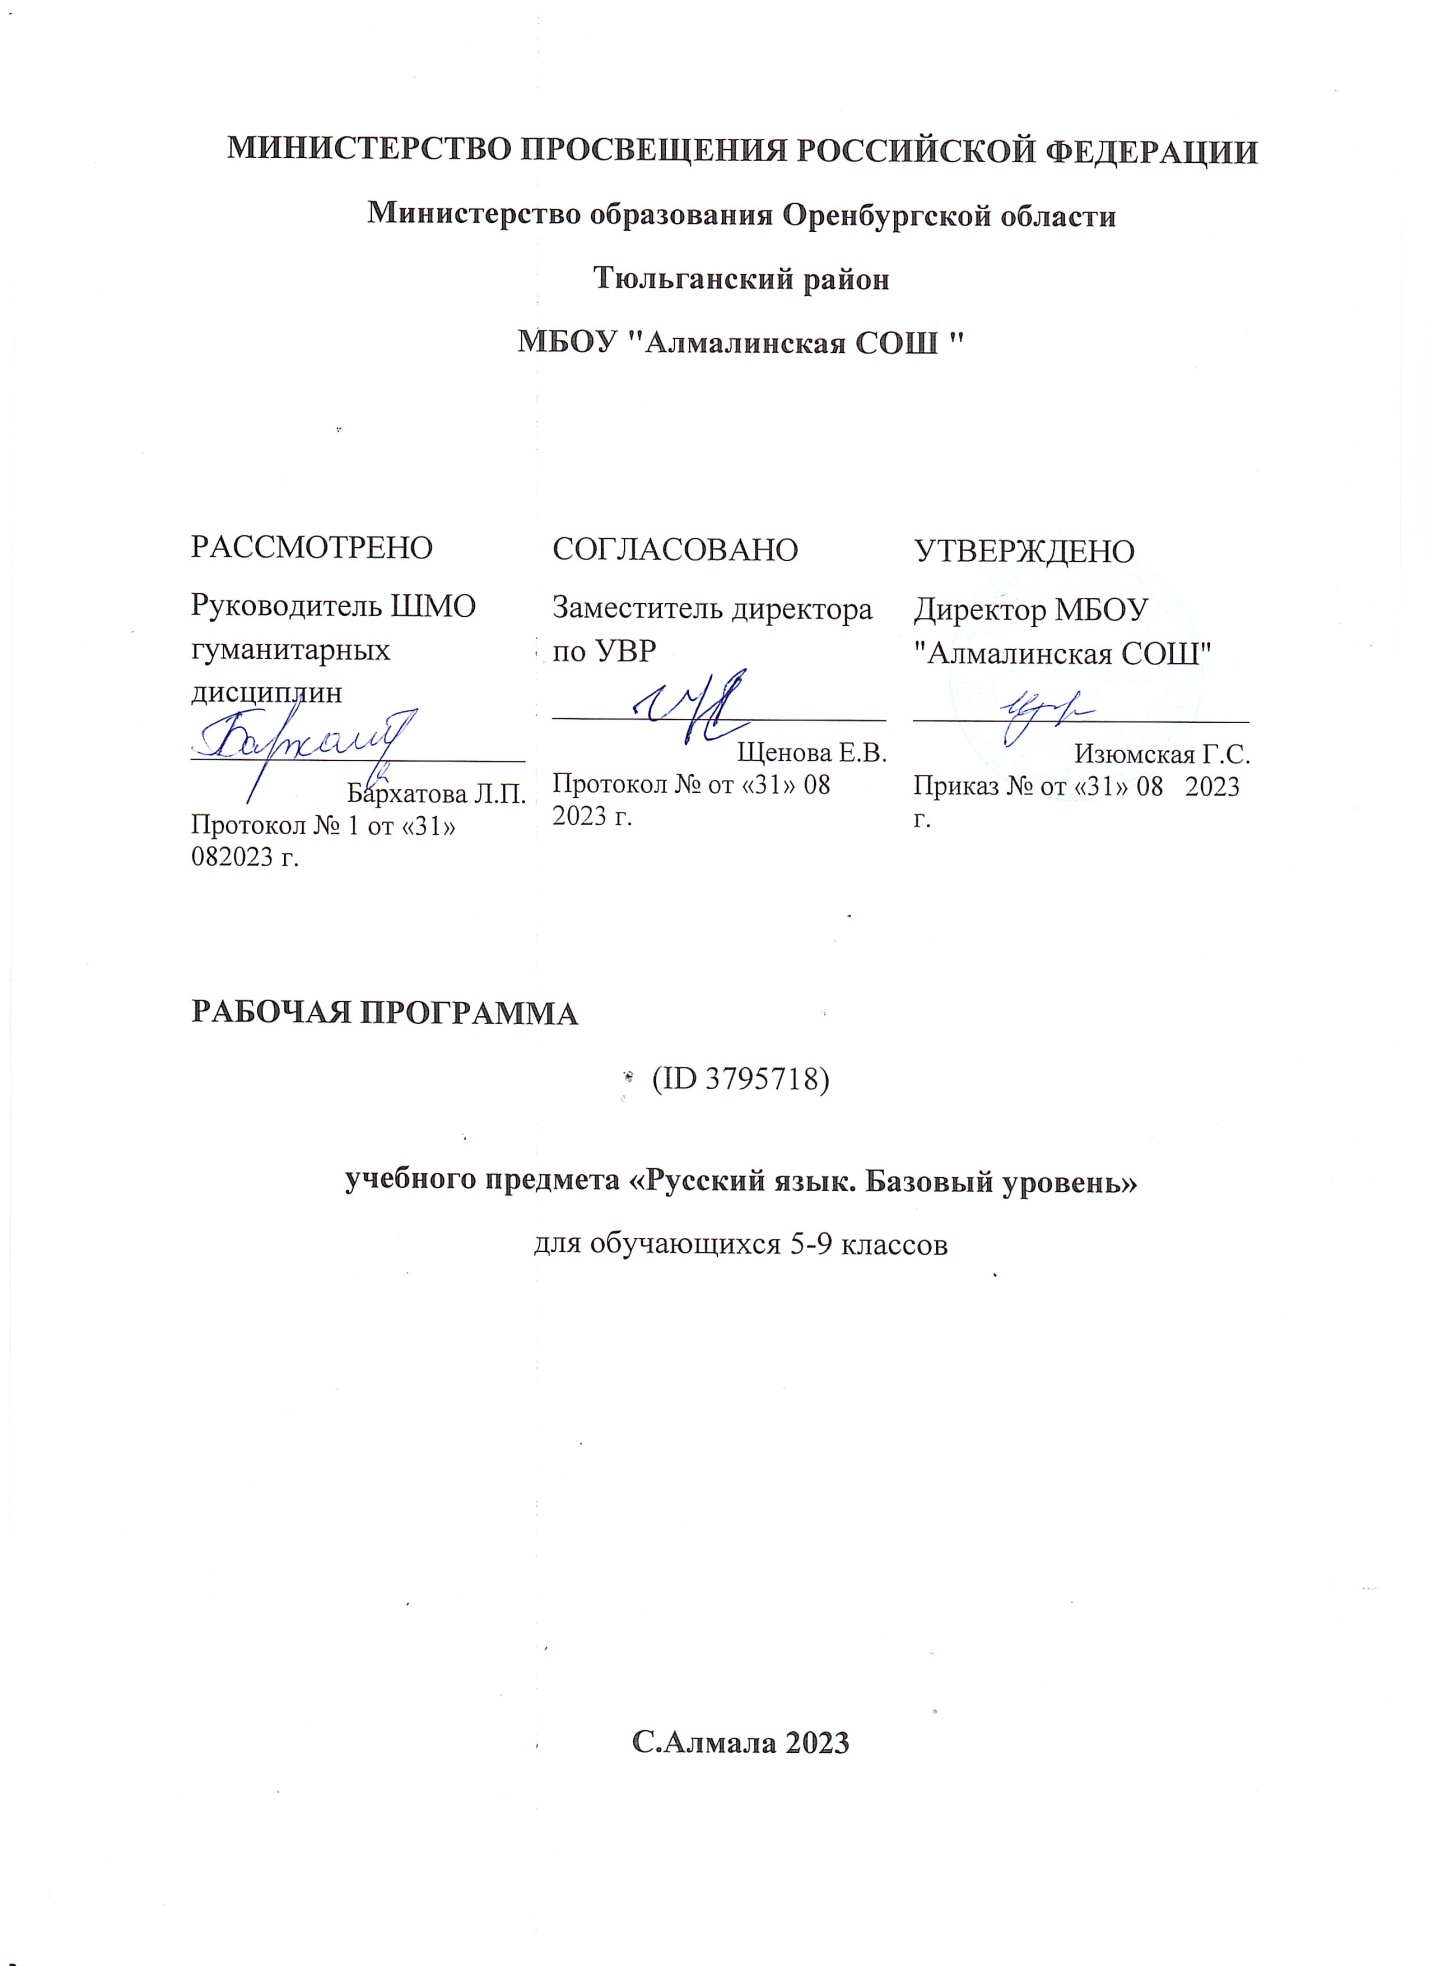 МИНИСТЕРСТВО ПРОСВЕЩЕНИЯ РОССИЙСКОЙ ФЕДЕРАЦИИ
Министерство образования Оренбургской области
Тюльганский район
МБОУ "Алмалинская СОШ "
РАССМОТРЕНО
Руководитель ШМО
гуманитарных
дисциплин
Бархатова Л.П.
Протокол № 1 от «31»
082023 г.
СОГЛАСОВАНО
Заместитель директора
по УВР
Щенова Е.В.
Протокол № от «31» 08
2023 г.
УТВЕРЖДЕНО
Директор МБОУ
"Алмалинская СОШ"
Изюмская Г.С.
Приказ № от «31» 08 2023
г.
РАБОЧАЯ ПРОГРАММА
(ID 3795718)
учебного предмета «Русский язык. Базовый уровень»
для обучающихся 5-9 классов
С.Алмала 2023